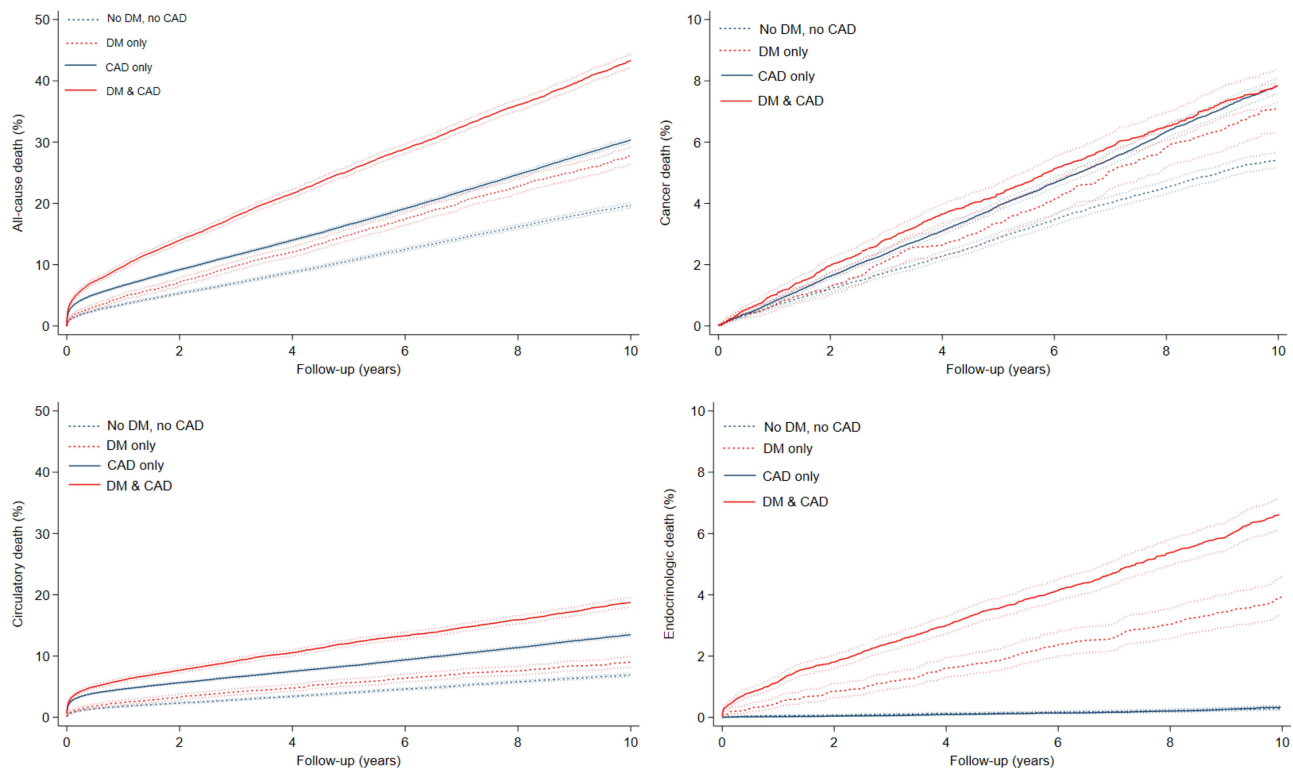 50
40
30
20
10
0
All-cause death (%)
No DM, no CAD
DM only
CAD only
DM & CAD
0 2 4 6 8 10
Follow-up (years)
10
8
6
4
2
0
Cancer death (%)
No DM, no CAD
DM only
CAD only
DM & CAD
0 2 4 6 8 10
Follow-up (years)
50
40
30
20
10
0
Circulatory death (%)
No DM, no CAD
DM only
CAD only
DM & CAD
0 2 4 6 8 10
Follow-up (years)
10
8
6
4
2
0
Endocrinologic death (%)
No DM, no CAD
DM only
CAD only
DM & CAD
0 2 4 6 8 10
Follow-up (years)